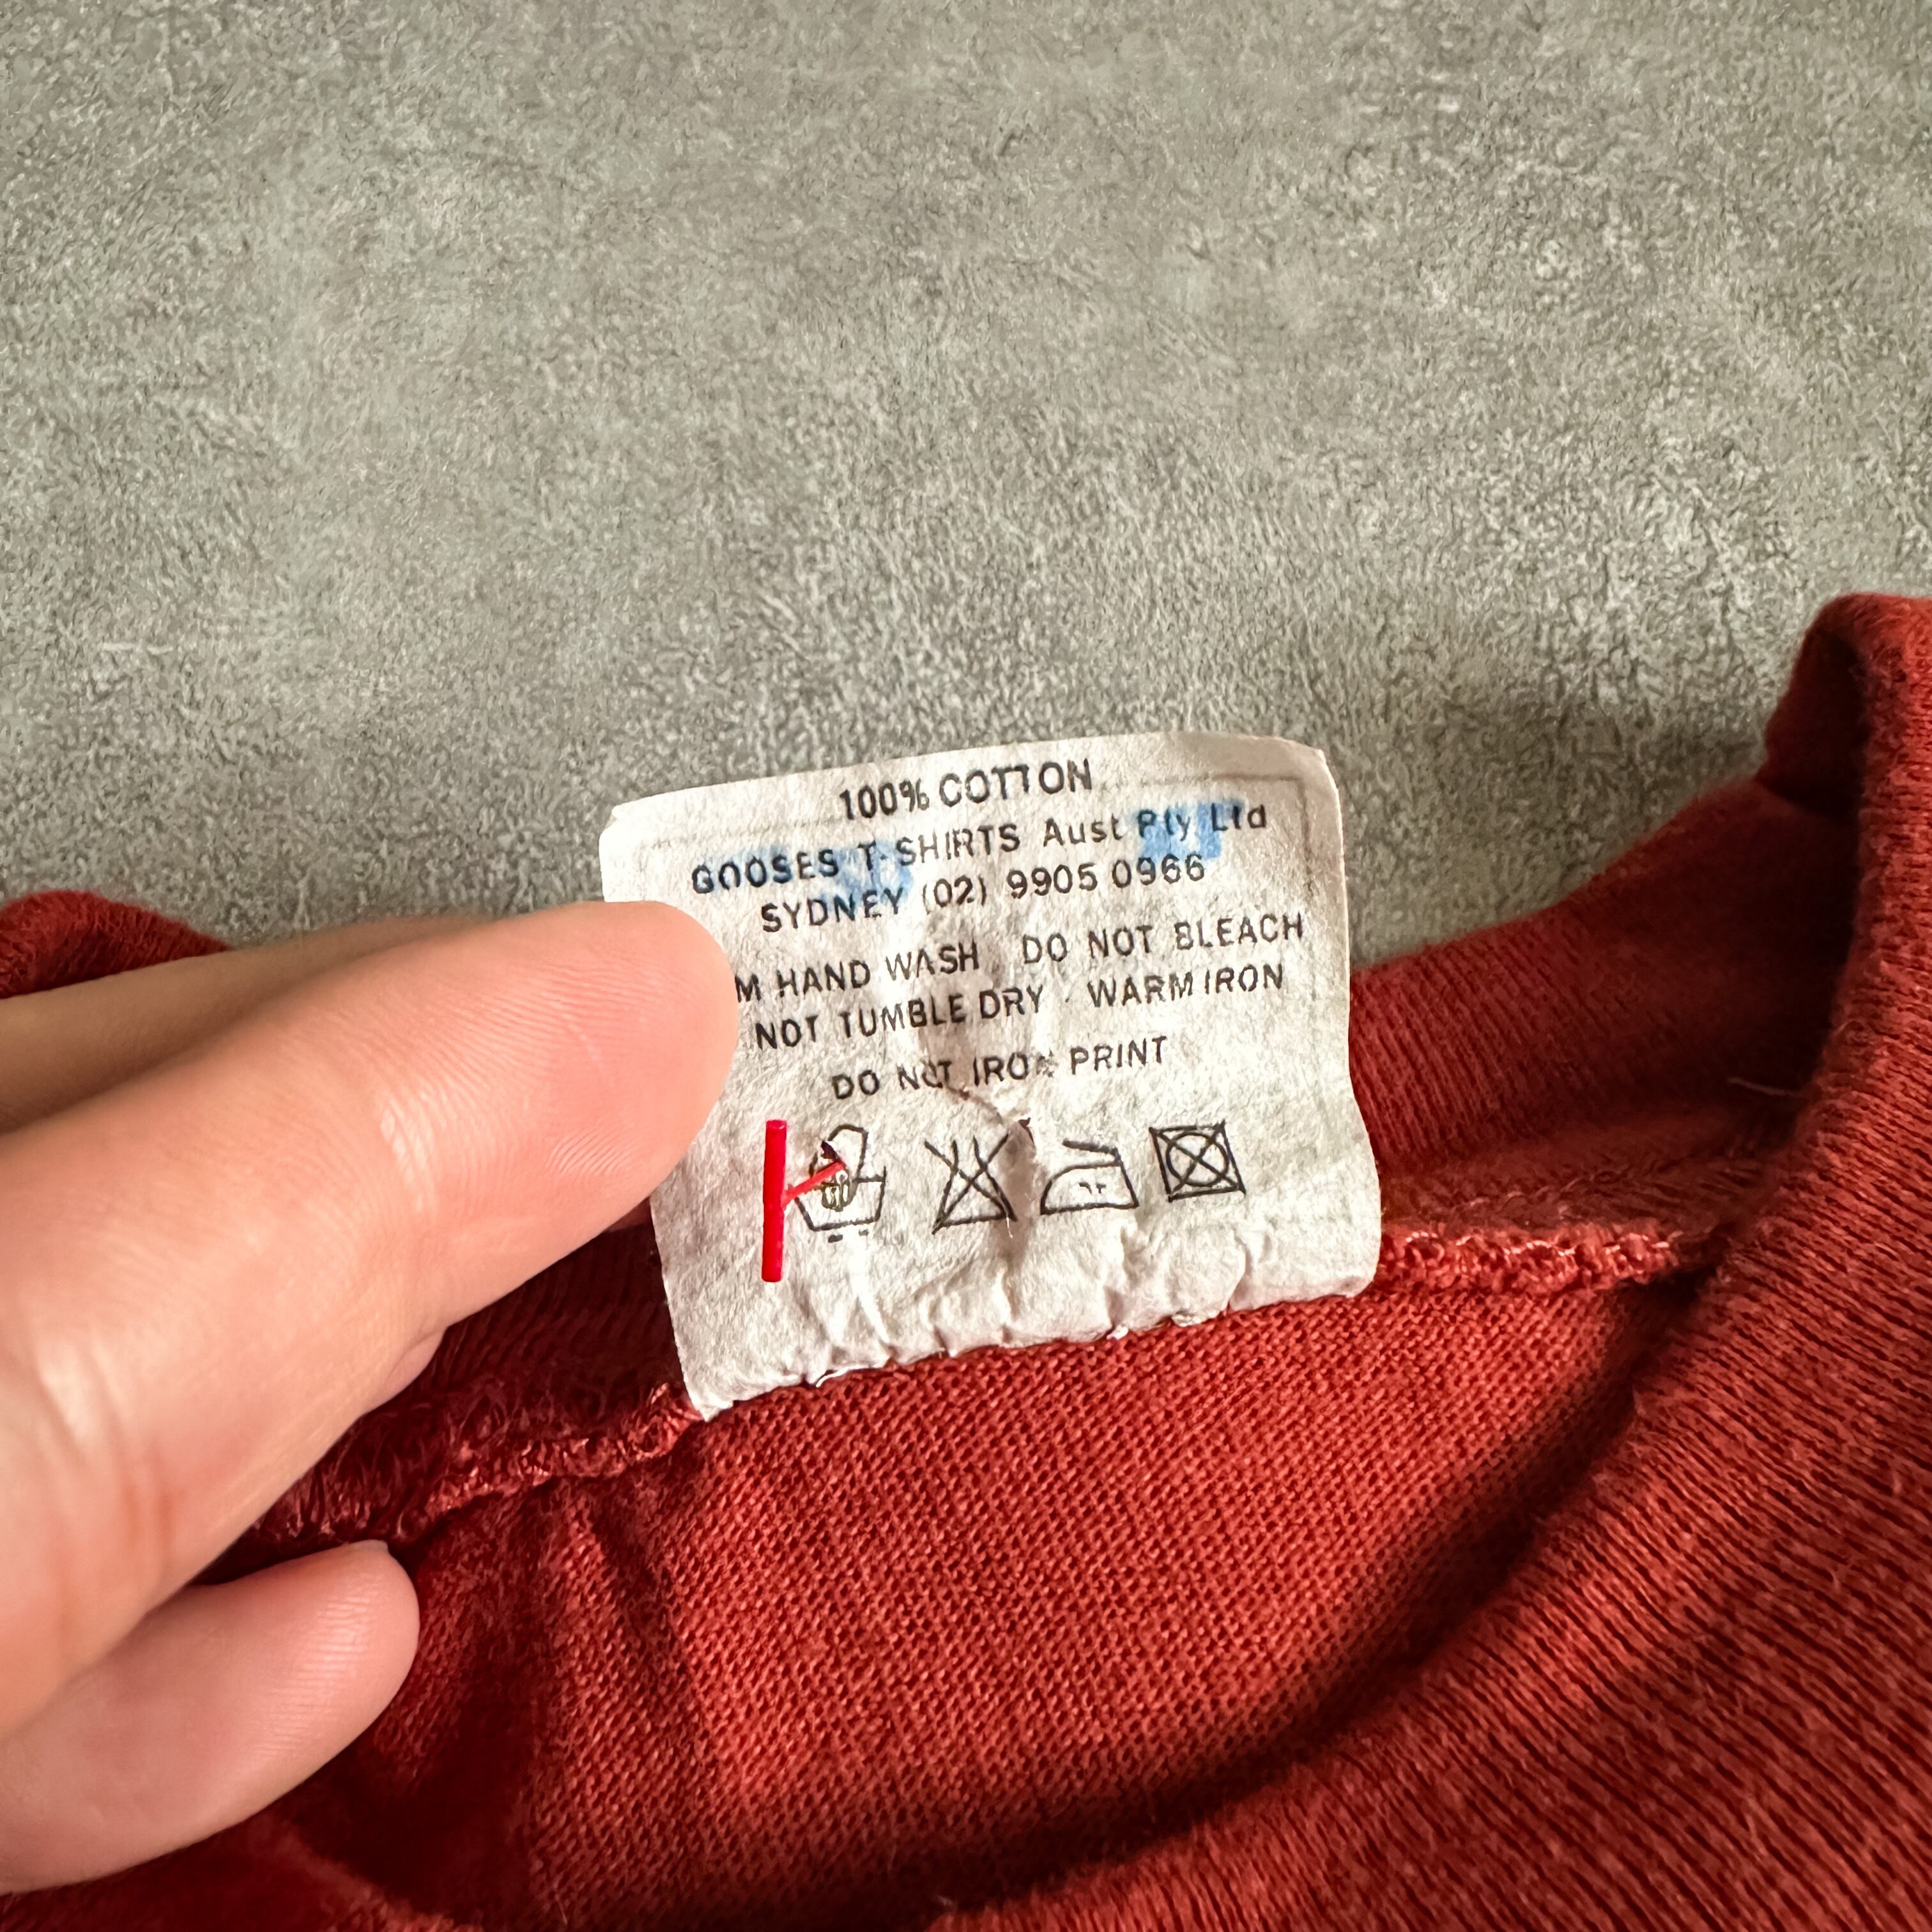 100% COTTON
GOOSES T-SHIRTS Aust Pty Ltd
SYDNEY (02) 9905 0966
M HAND WASH DO NOT BLEACH
NOT TUMBLE DRY · WARM IRON
DO NOT IRON PRINT